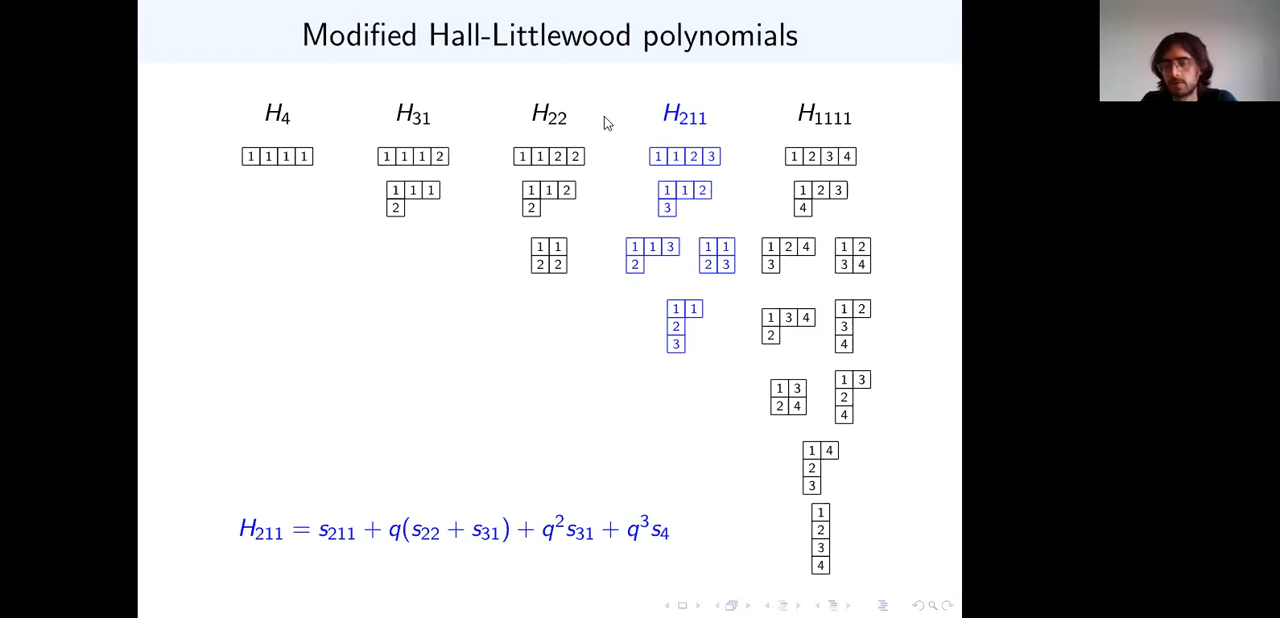 Modified Hall-Littlewood polynomials
H₄ H₃₁ H₂₂ H₂₁₁ H₁₁₁₁
1 1 1 1 1 1 1 2 1 1 2 2 1 1 2 3 1 2 3 4
1 1 1 1 1 2 1 1 2 1 2 3
2 2 3 4
1 1 1 1 3 1 1 1 2 4 1 2
2 2 2 2 3 3 3 4
1 1 1 3 4 1 2
2 2 3
3 4
1 3 1 3
2 4 2
4
1 4
2
3
1
2
3
4
H₂₁₁ = s₂₁₁ + q(s₂₂ + s₃₁) + q²s₃₁ + q³s₄